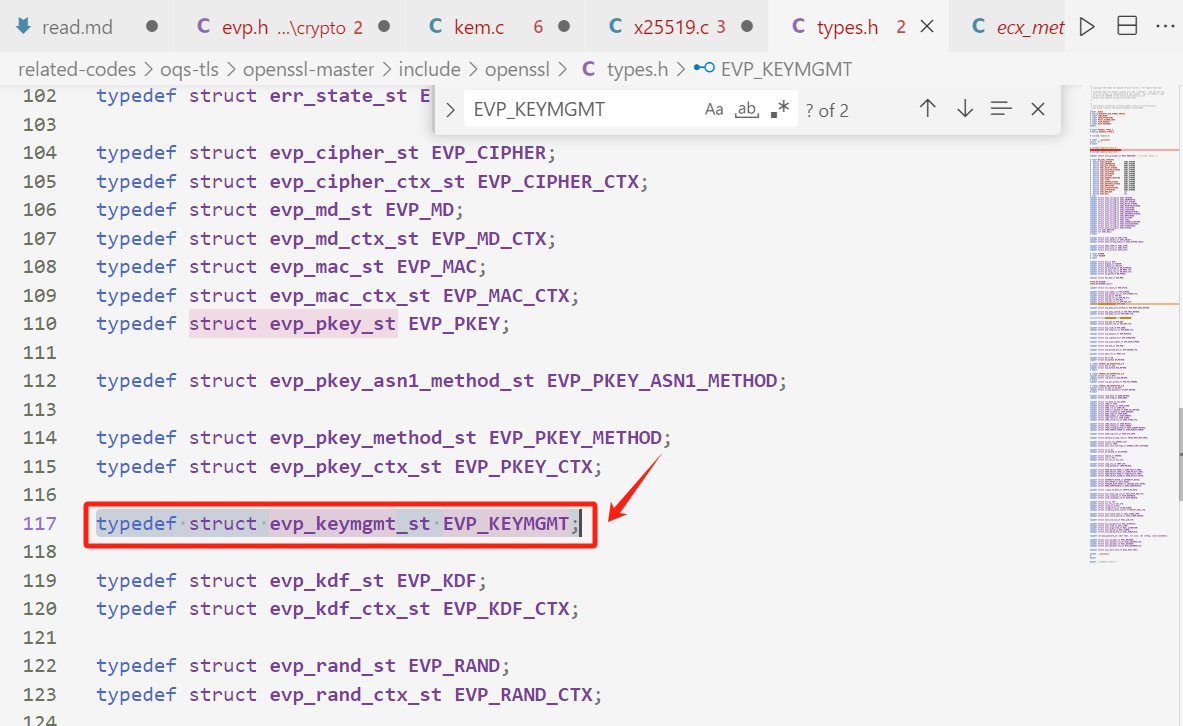 read.md
C evp.h ...\crypto 2
C kem.c 6
C x25519.c 3
C types.h 2
C ecx_met
related-codes > oqs-tls > openssl-master > include > openssl > C types.h > EVP_KEYMGMT
EVP_KEYMGMT Aa ab .* ? of 2
102 typedef struct err_state_st E
103
104 typedef struct evp_cipher_st EVP_CIPHER;
105 typedef struct evp_cipher_ctx_st EVP_CIPHER_CTX;
106 typedef struct evp_md_st EVP_MD;
107 typedef struct evp_md_ctx_st EVP_MD_CTX;
108 typedef struct evp_mac_st EVP_MAC;
109 typedef struct evp_mac_ctx_st EVP_MAC_CTX;
110 typedef struct evp_pkey_st EVP_PKEY;
111
112 typedef struct evp_pkey_asn1_method_st EVP_PKEY_ASN1_METHOD;
113
114 typedef struct evp_pkey_method_st EVP_PKEY_METHOD;
115 typedef struct evp_pkey_ctx_st EVP_PKEY_CTX;
116
117 typedef struct evp_keymgmt_st EVP_KEYMGMT;
118
119 typedef struct evp_kdf_st EVP_KDF;
120 typedef struct evp_kdf_ctx_st EVP_KDF_CTX;
121
122 typedef struct evp_rand_st EVP_RAND;
123 typedef struct evp_rand_ctx_st EVP_RAND_CTX;
124